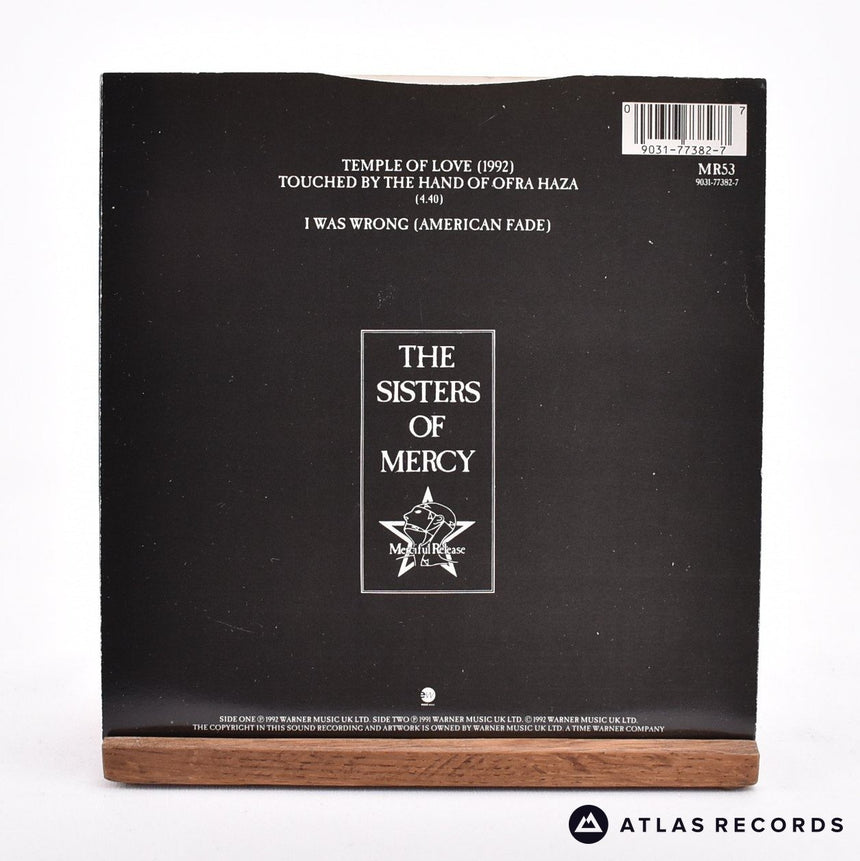 0 7
9031-77382-7
MR53
9031-77382-7
TEMPLE OF LOVE (1992)
TOUCHED BY THE HAND OF OFRA HAZA
(4.40)
I WAS WRONG (AMERICAN FADE)
THE
SISTERS
OF
MERCY
Merciful Release
ew
SIDE ONE Ⓟ 1992 WARNER MUSIC UK LTD. SIDE TWO Ⓟ 1991 WARNER MUSIC UK LTD. © 1992 WARNER MUSIC UK LTD.
THE COPYRIGHT IN THIS SOUND RECORDING AND ARTWORK IS OWNED BY WARNER MUSIC UK LTD. A TIME WARNER COMPANY
ATLAS RECORDS